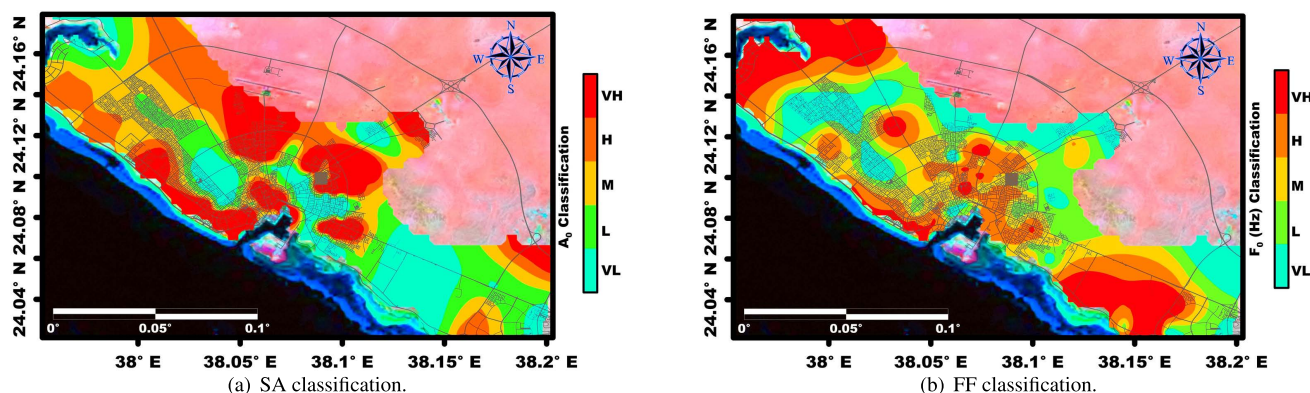 24.16° N
24.12° N
24.08° N
24.04° N
N
W E
S
VH
H
M
L
VL
A₀ Classification
0° 0.05° 0.1°
38° E 38.05° E 38.1° E 38.15° E 38.2° E
(a) SA classification.
24.16° N
24.12° N
24.08° N
24.04° N
N
W E
S
VH
H
M
L
VL
F₀ (Hz) Classification
0° 0.05° 0.1°
38° E 38.05° E 38.1° E 38.15° E 38.2° E
(b) FF classification.